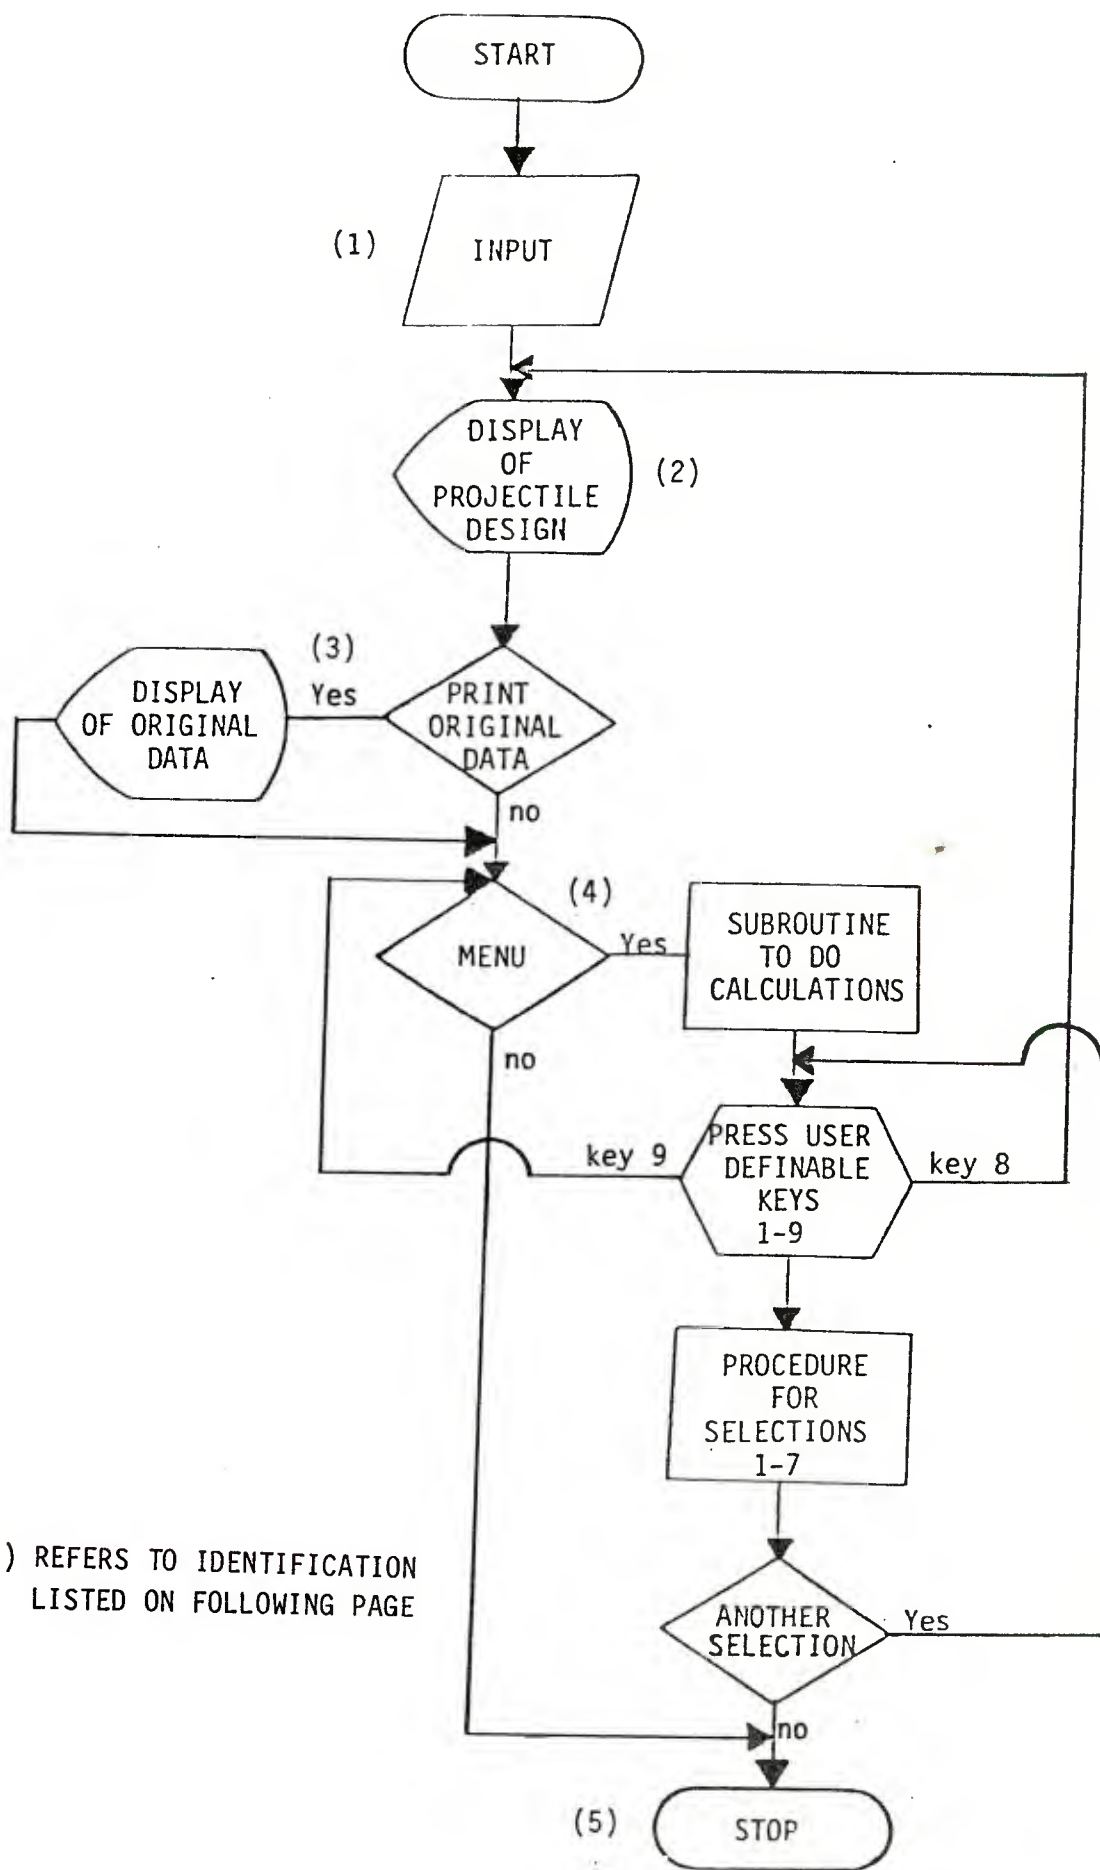 START
(1)
INPUT
DISPLAY
OF
PROJECTILE
DESIGN
(2)
(3)
DISPLAY
OF ORIGINAL
DATA
Yes
PRINT
ORIGINAL
DATA
no
(4)
MENU
Yes
SUBROUTINE
TO DO
CALCULATIONS
no
key 9
PRESS USER
DEFINABLE
KEYS
1-9
key 8
PROCEDURE
FOR
SELECTIONS
1-7
) REFERS TO IDENTIFICATION
LISTED ON FOLLOWING PAGE
ANOTHER
SELECTION
Yes
no
(5)
STOP